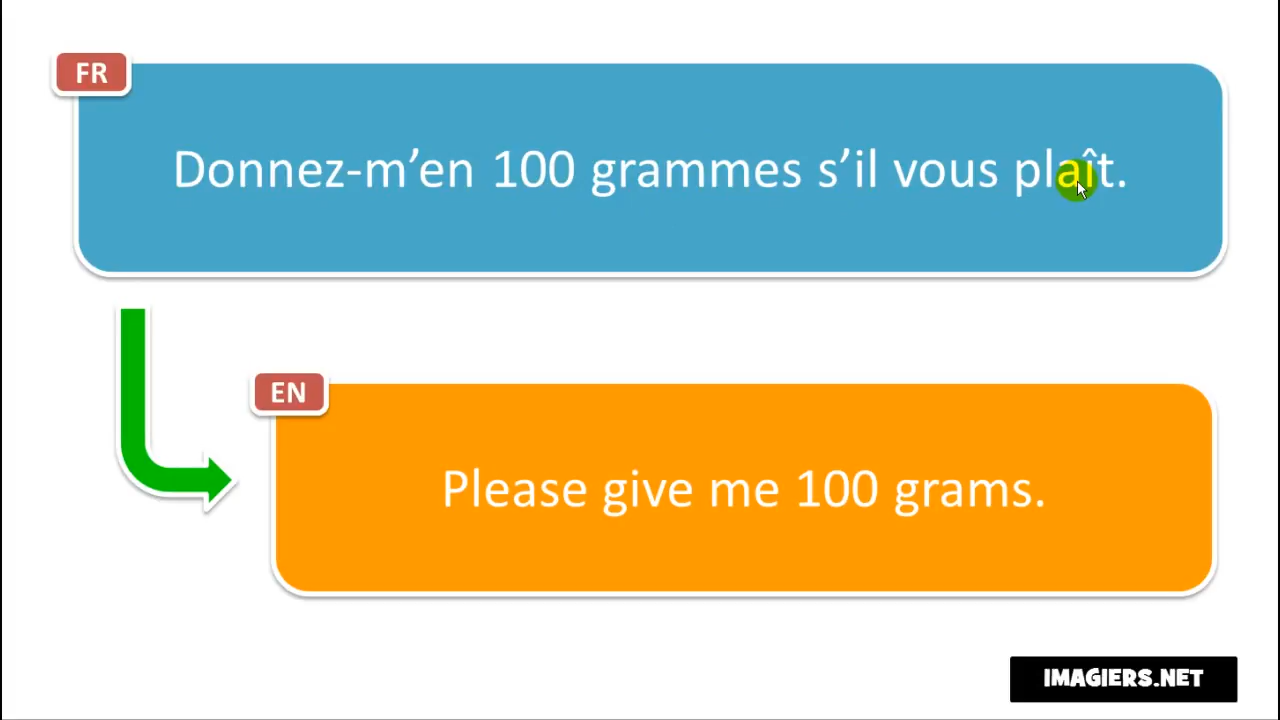 FR
Donnez-m’en 100 grammes s’il vous plaît.
EN
Please give me 100 grams.
IMAGIERS.NET